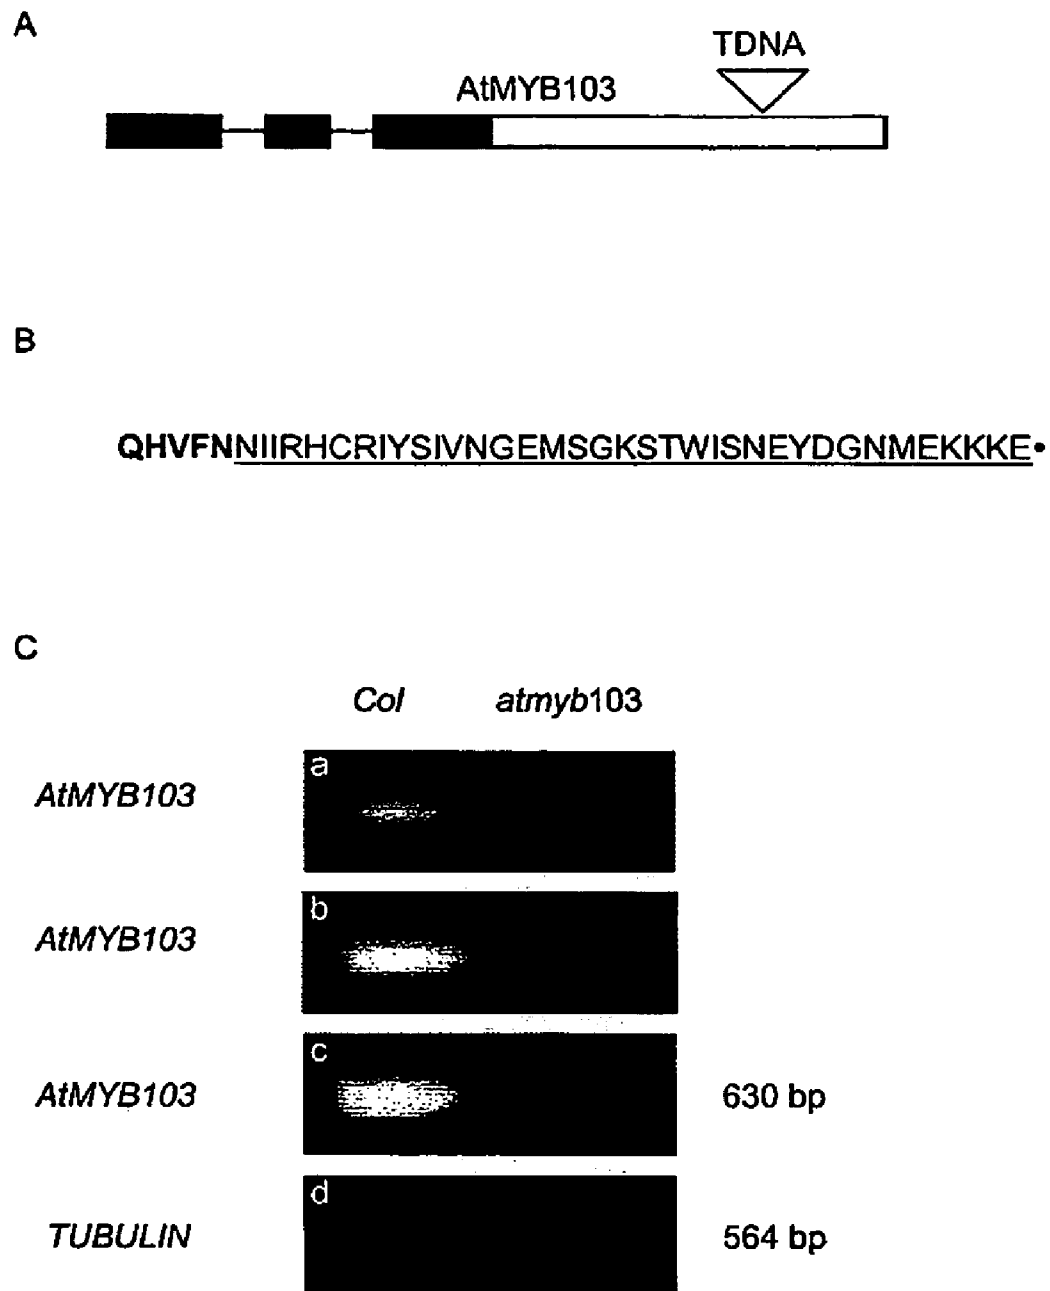 A
TDNA
AtMYB103
B
QHVFNNIIRHCRIYSIVNGEMSGKSTWISNEYDGNMEKKKE•
C
Col atmyb103
AtMYB103 a
AtMYB103 b
AtMYB103 c 630 bp
TUBULIN d 564 bp